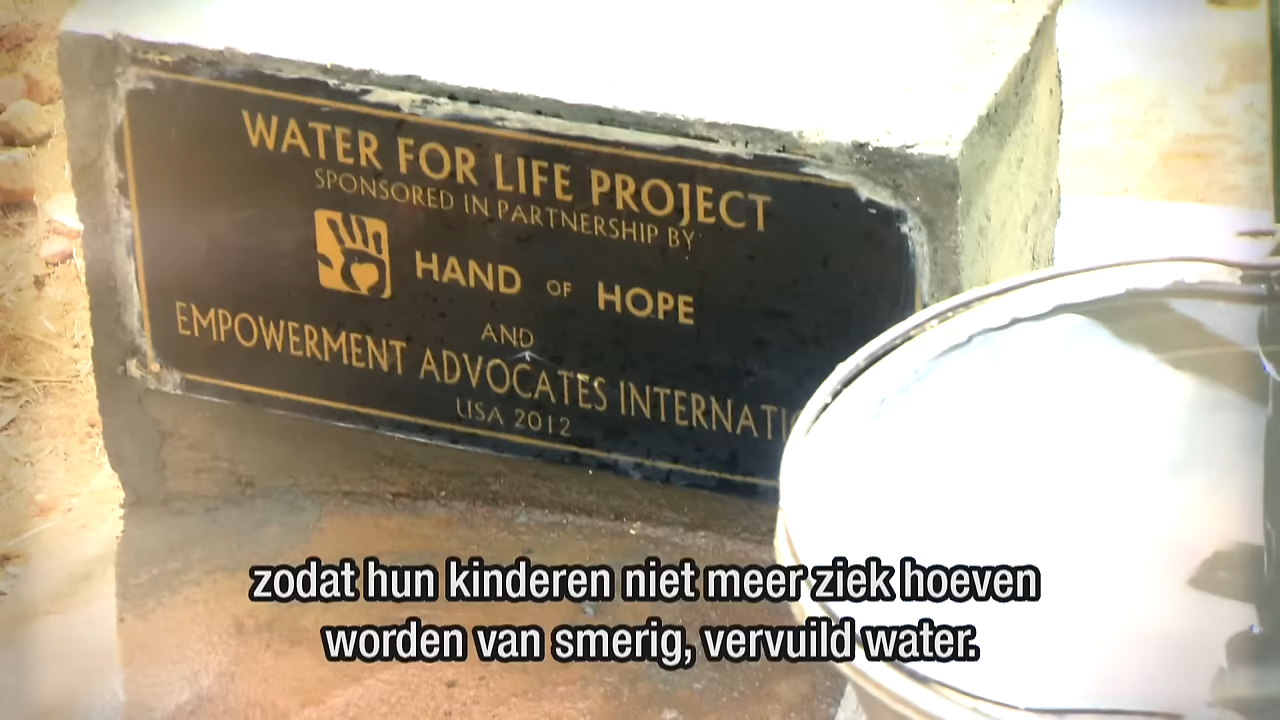 WATER FOR LIFE PROJECT
SPONSORED IN PARTNERSHIP BY
HAND OF HOPE
AND
EMPOWERMENT ADVOCATES INTERNATIO
USA 2012
zodat hun kinderen niet meer ziek hoeven
worden van smerig, vervuild water.